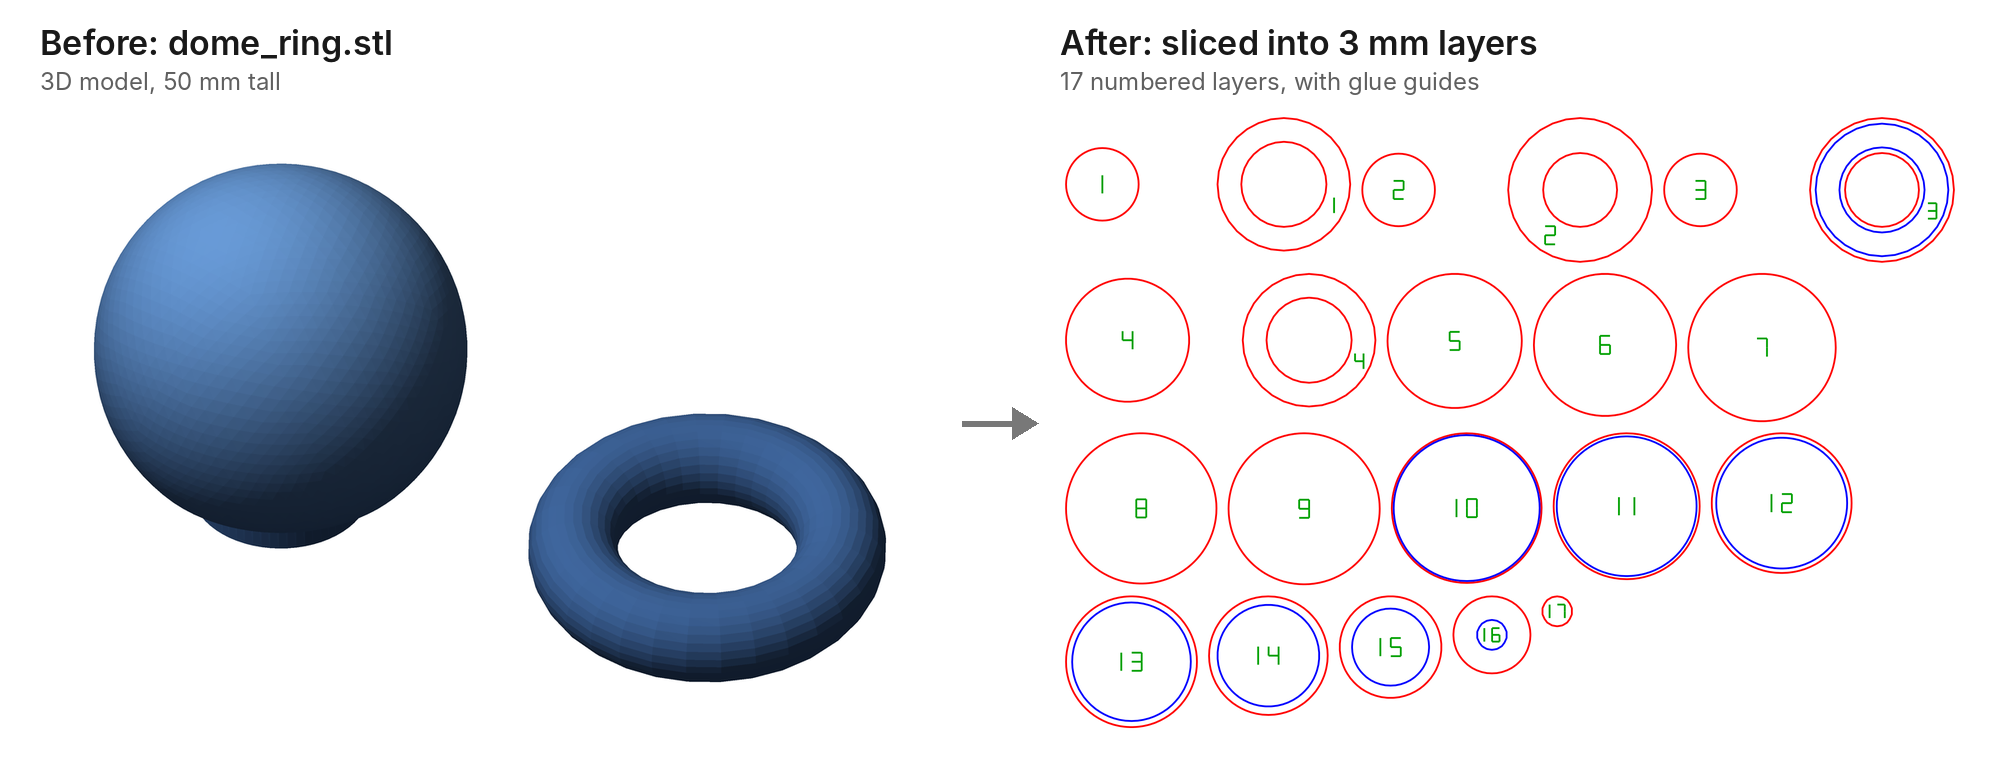 Before: dome_ring.stl
3D model, 50 mm tall
After: sliced into 3 mm layers
17 numbered layers, with glue guides
1 1 2 2 3 3
4 4 5 6 7
8 9 10 11 12
13 14 15 16 17